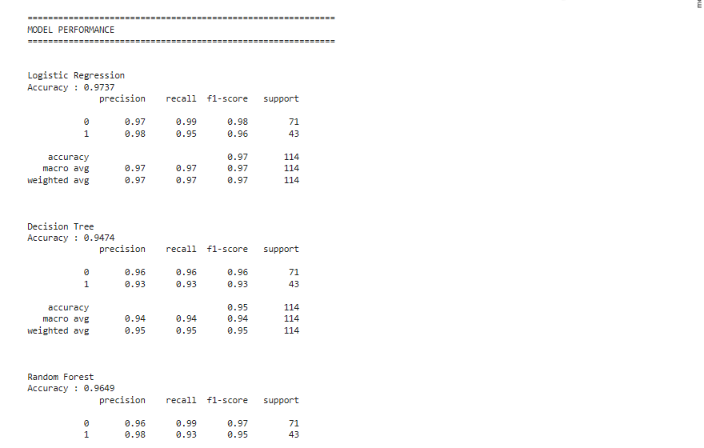 ============================================================
MODEL PERFORMANCE
============================================================
Logistic Regression
Accuracy : 0.9737
precision recall f1-score support
0 0.97 0.99 0.98 71
1 0.98 0.95 0.96 43
accuracy 0.97 114
macro avg 0.97 0.97 0.97 114
weighted avg 0.97 0.97 0.97 114
Decision Tree
Accuracy : 0.9474
precision recall f1-score support
0 0.96 0.96 0.96 71
1 0.93 0.93 0.93 43
accuracy 0.95 114
macro avg 0.94 0.94 0.94 114
weighted avg 0.95 0.95 0.95 114
Random Forest
Accuracy : 0.9649
precision recall f1-score support
0 0.96 0.99 0.97 71
1 0.98 0.93 0.95 43